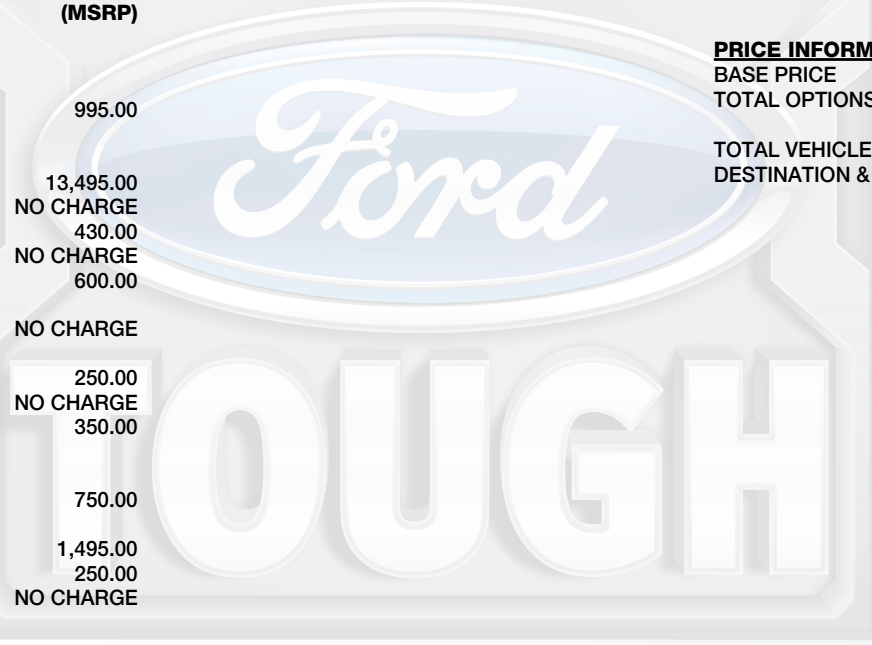 (MSRP)
995.00
13,495.00
NO CHARGE
430.00
NO CHARGE
600.00
NO CHARGE
250.00
NO CHARGE
350.00
750.00
1,495.00
250.00
NO CHARGE
PRICE INFORM
BASE PRICE
TOTAL OPTIONS
TOTAL VEHICLE
DESTINATION &
Ford
TOUGH